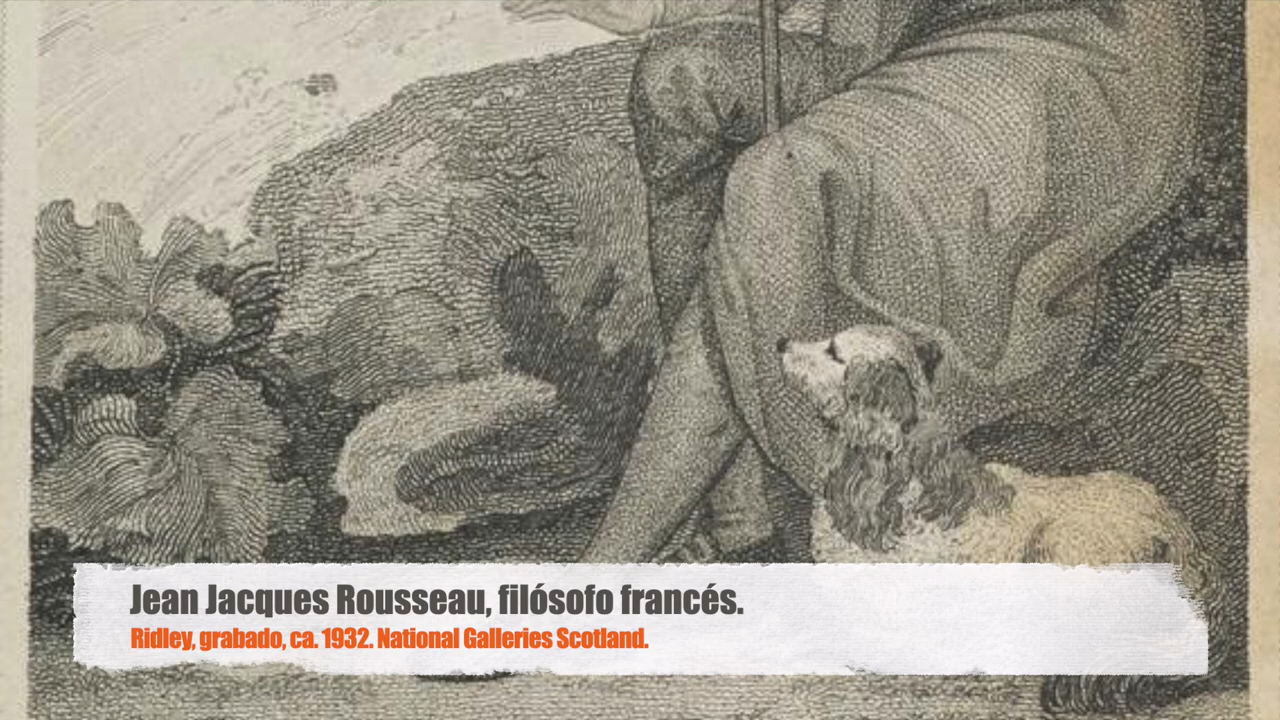 Jean Jacques Rousseau, filósofo francés.
Ridley, grabado, ca. 1932. National Galleries Scotland.